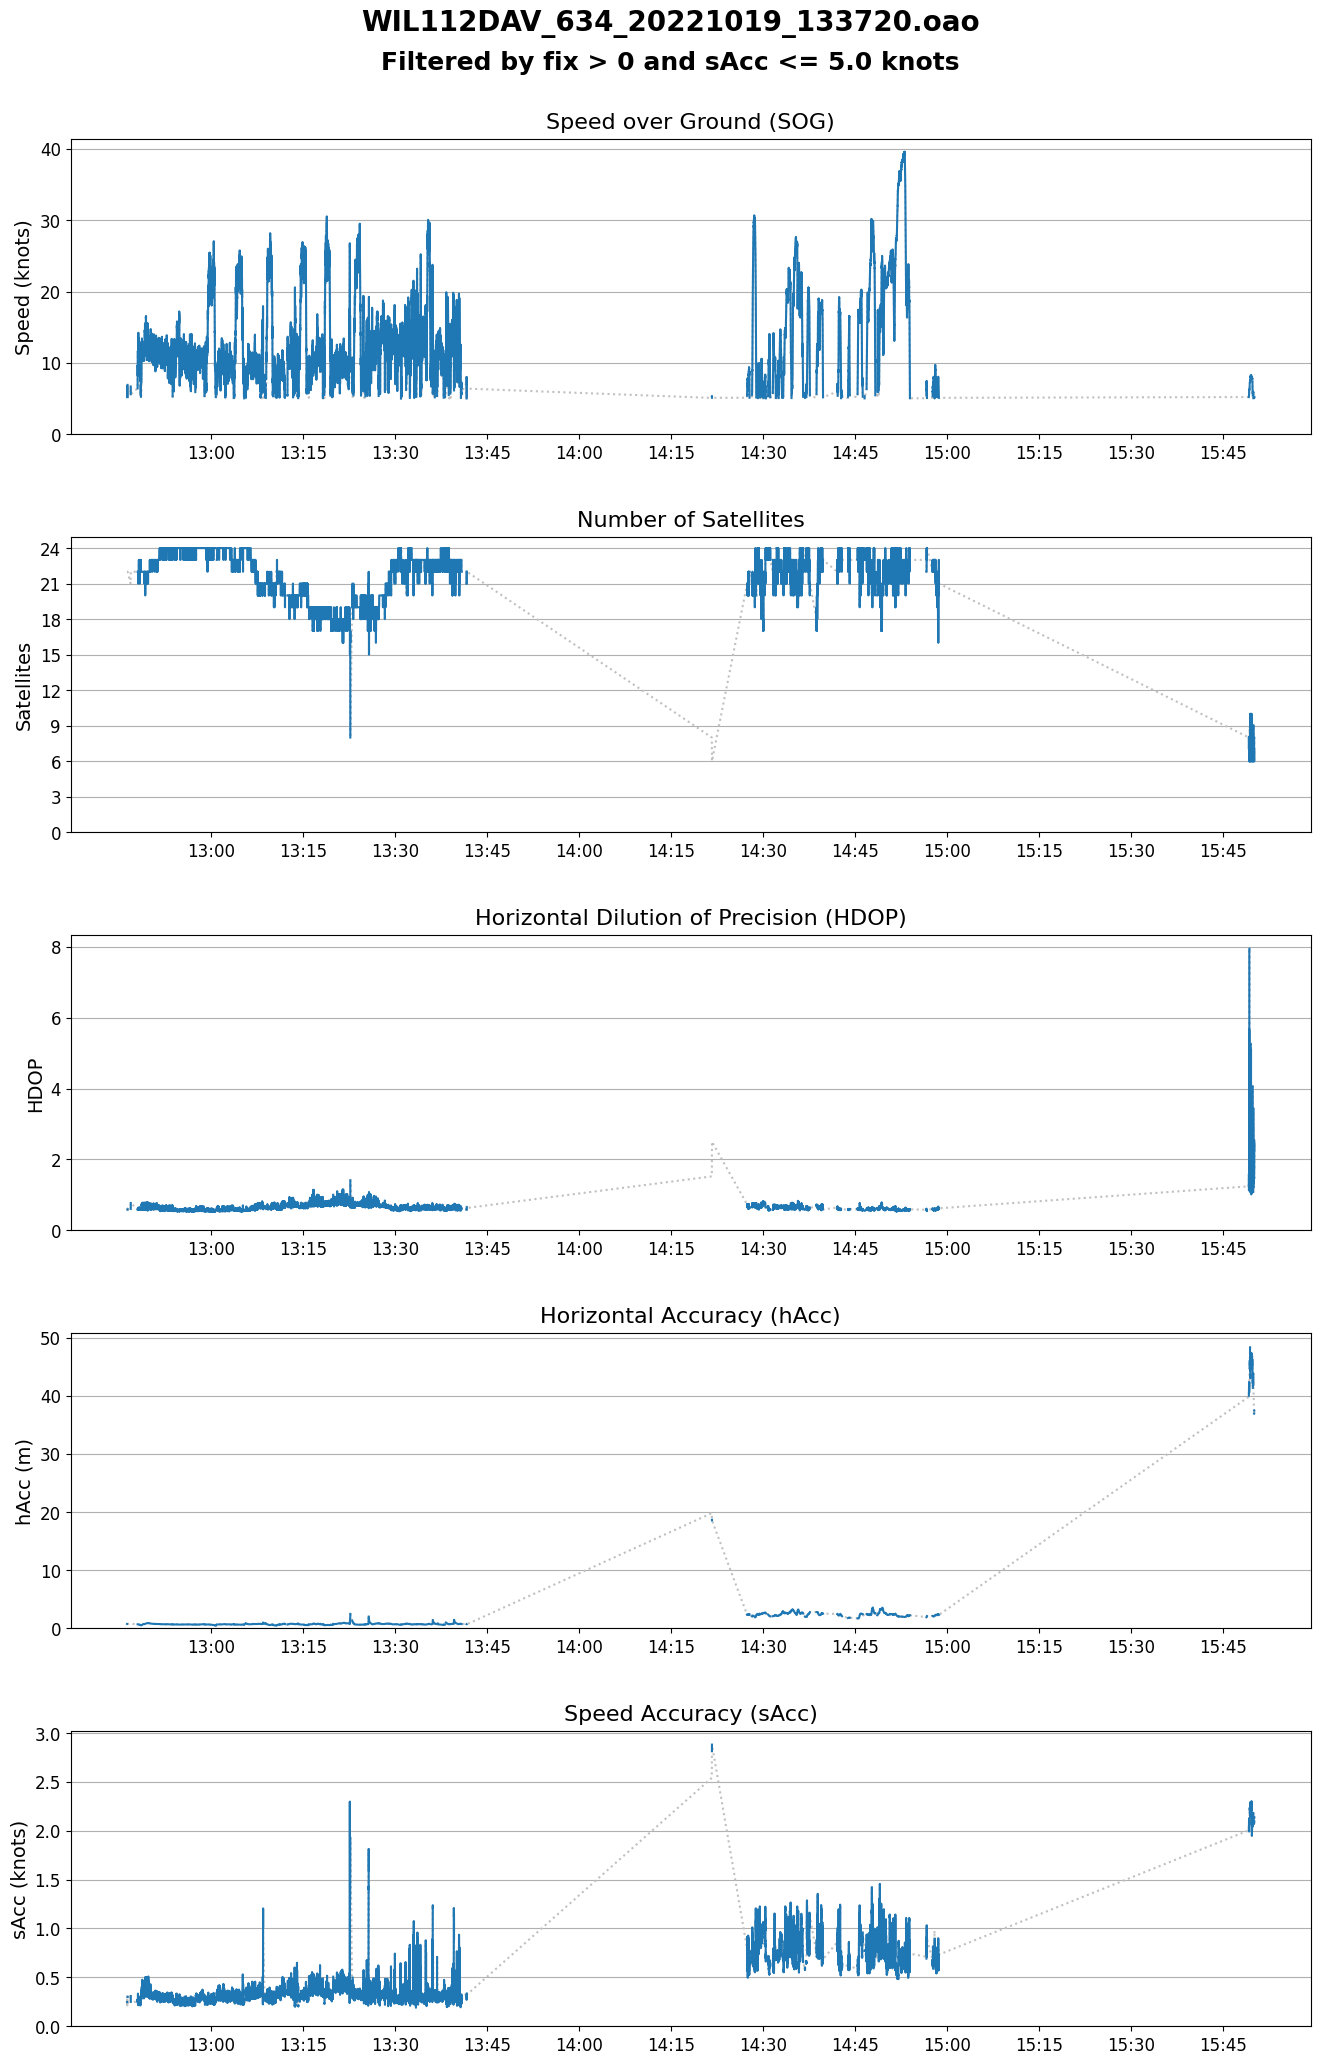 WIL112DAV_634_20221019_133720.oao
Filtered by fix > 0 and sAcc <= 5.0 knots
Speed over Ground (SOG)
Speed (knots)
40
30
20
10
0
13:00 13:15 13:30 13:45 14:00 14:15 14:30 14:45 15:00 15:15 15:30 15:45
Number of Satellites
Satellites
24
21
18
15
12
9
6
3
0
13:00 13:15 13:30 13:45 14:00 14:15 14:30 14:45 15:00 15:15 15:30 15:45
Horizontal Dilution of Precision (HDOP)
HDOP
8
6
4
2
0
13:00 13:15 13:30 13:45 14:00 14:15 14:30 14:45 15:00 15:15 15:30 15:45
Horizontal Accuracy (hAcc)
hAcc (m)
50
40
30
20
10
0
13:00 13:15 13:30 13:45 14:00 14:15 14:30 14:45 15:00 15:15 15:30 15:45
Speed Accuracy (sAcc)
sAcc (knots)
3.0
2.5
2.0
1.5
1.0
0.5
0.0
13:00 13:15 13:30 13:45 14:00 14:15 14:30 14:45 15:00 15:15 15:30 15:45